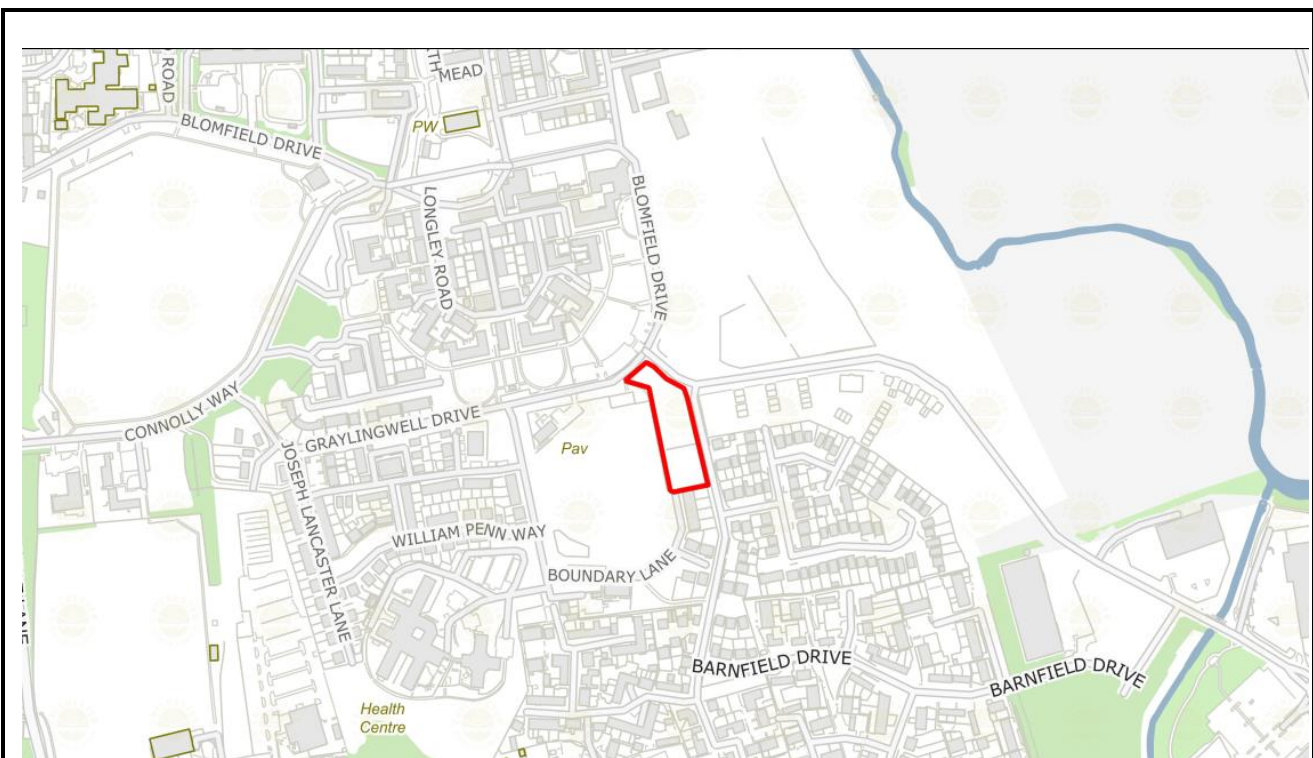 ROAD
MEAD
PW
BLOMFIELD DRIVE
LONGLEY ROAD
BLOMFIELD DRIVE
CONNOLLY WAY
GRAYLINGWELL DRIVE
Pav
JOSEPH LANCASTER LANE
WILLIAM PENN WAY
BOUNDARY LANE
BARNFIELD DRIVE
BARNFIELD DRIVE
Health
Centre